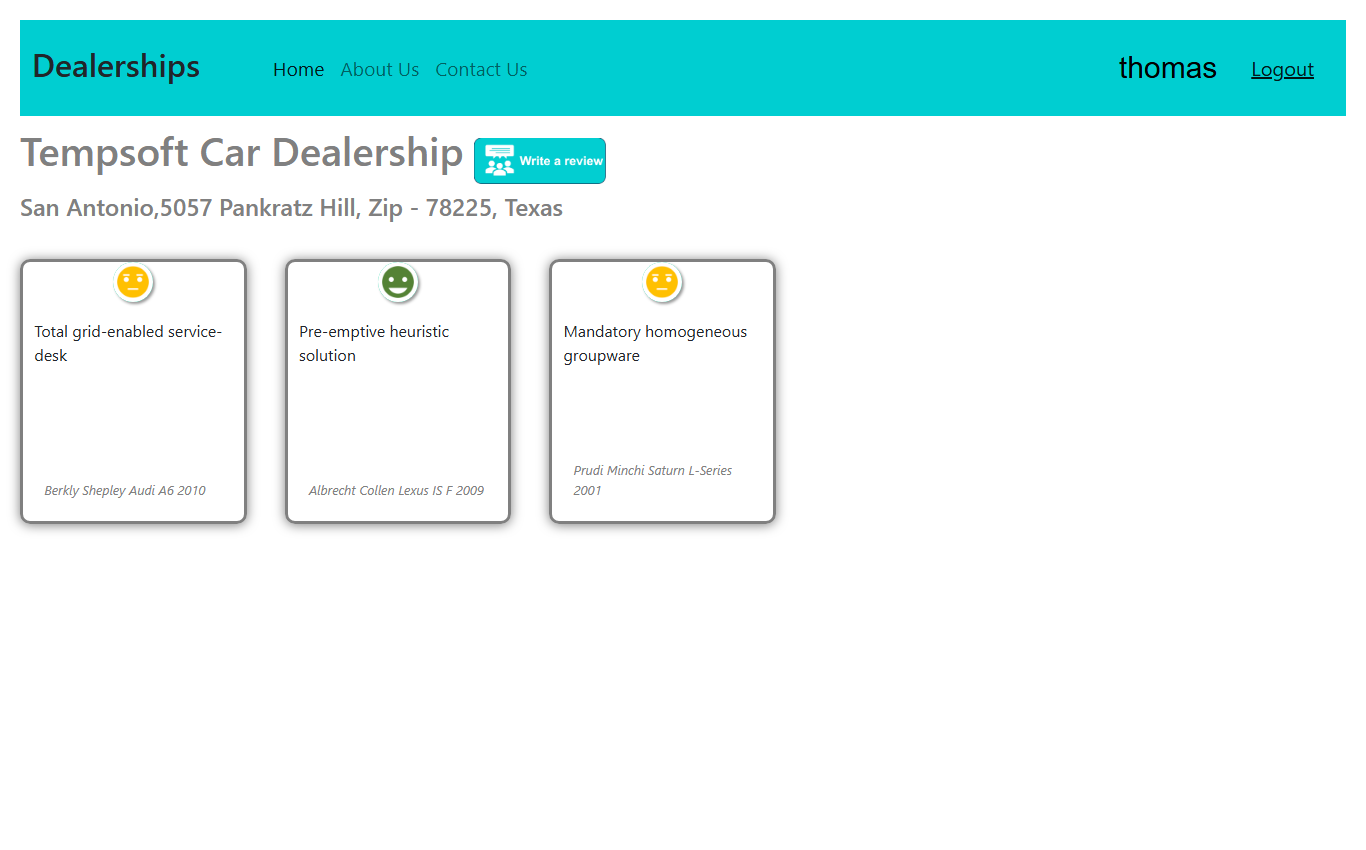 Dealerships Home About Us Contact Us thomas Logout
Tempsoft Car Dealership Write a review
San Antonio,5057 Pankratz Hill, Zip - 78225, Texas
Total grid-enabled service-
desk
Berkly Shepley Audi A6 2010
Pre-emptive heuristic
solution
Albrecht Collen Lexus IS F 2009
Mandatory homogeneous
groupware
Prudi Minchi Saturn L-Series
2001